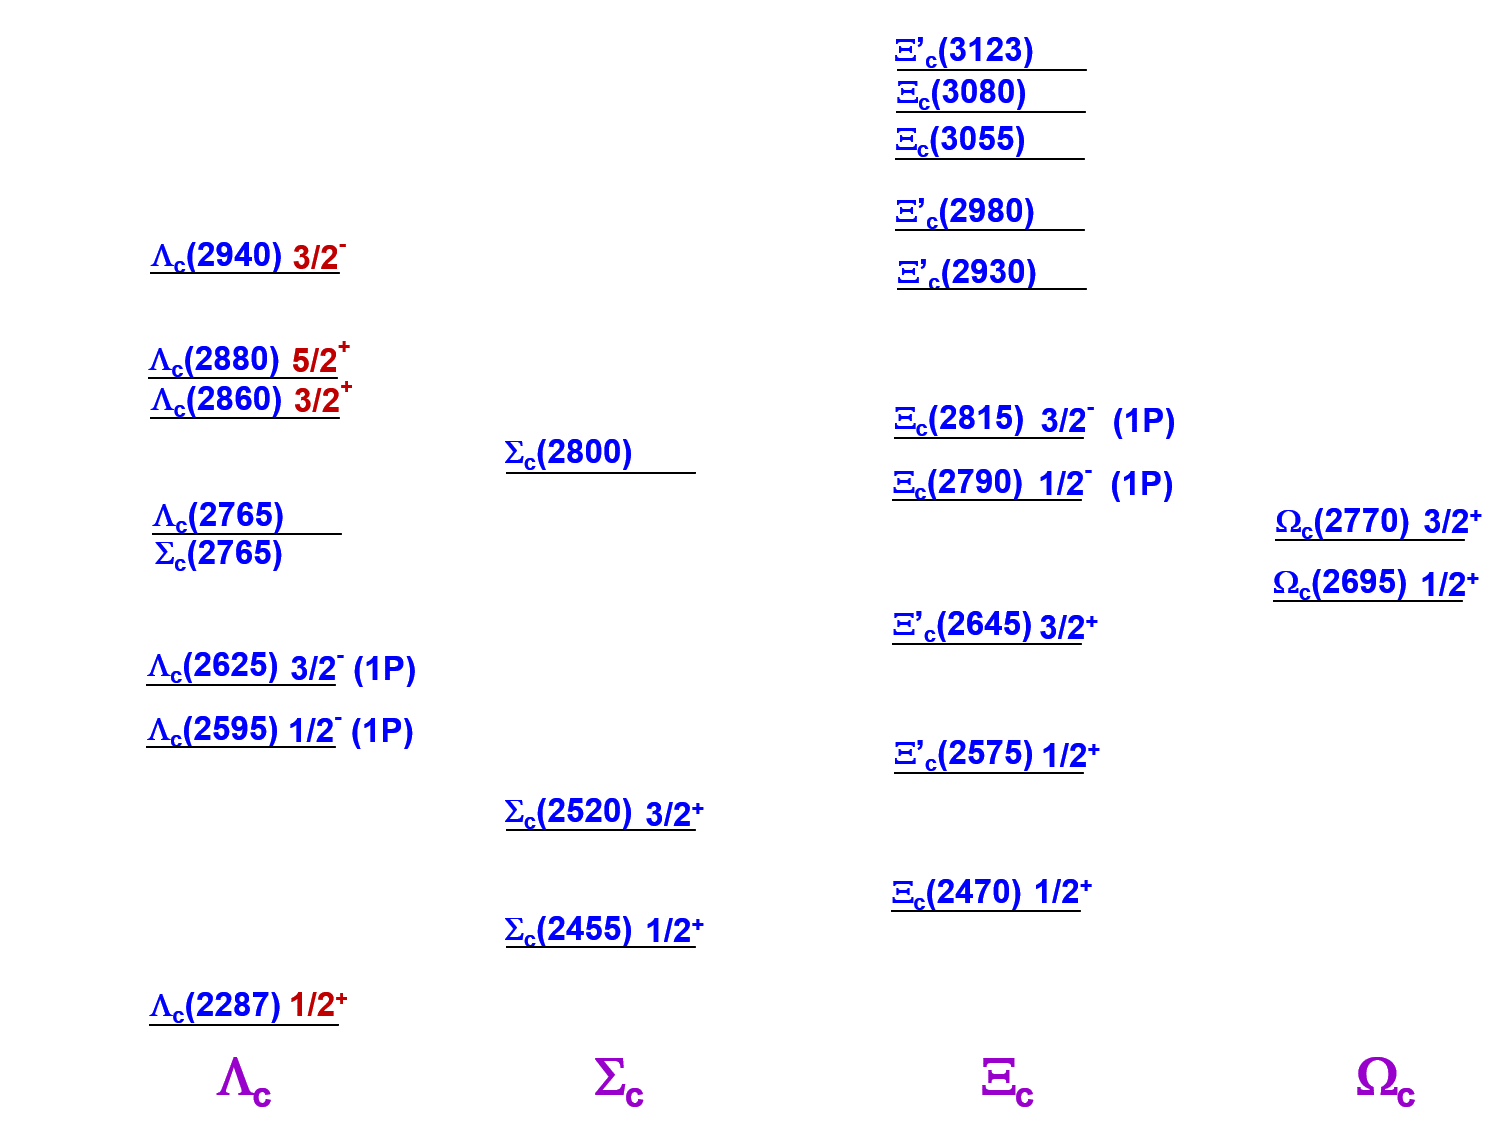 Ξ’c(3123)
Ξc(3080)
Ξc(3055)
Ξ’c(2980)
Λc(2940) 3/2-
Ξ’c(2930)
Λc(2880) 5/2+
Λc(2860) 3/2+
Ξc(2815) 3/2- (1P)
Σc(2800)
Ξc(2790) 1/2- (1P)
Λc(2765)
Ωc(2770) 3/2+
Σc(2765)
Ωc(2695) 1/2+
Ξ’c(2645) 3/2+
Λc(2625) 3/2- (1P)
Λc(2595) 1/2- (1P)
Ξ’c(2575) 1/2+
Σc(2520) 3/2+
Ξc(2470) 1/2+
Σc(2455) 1/2+
Λc(2287) 1/2+
Λc Σc Ξc Ωc